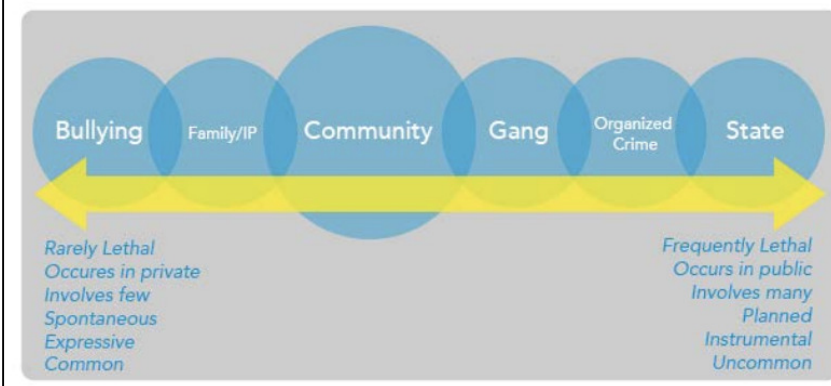 Bullying
Family/IP
Community
Gang
Organized
Crime
State
Rarely Lethal
Occures in private
Involves few
Spontaneous
Expressive
Common
Frequently Lethal
Occurs in public
Involves many
Planned
Instrumental
Uncommon